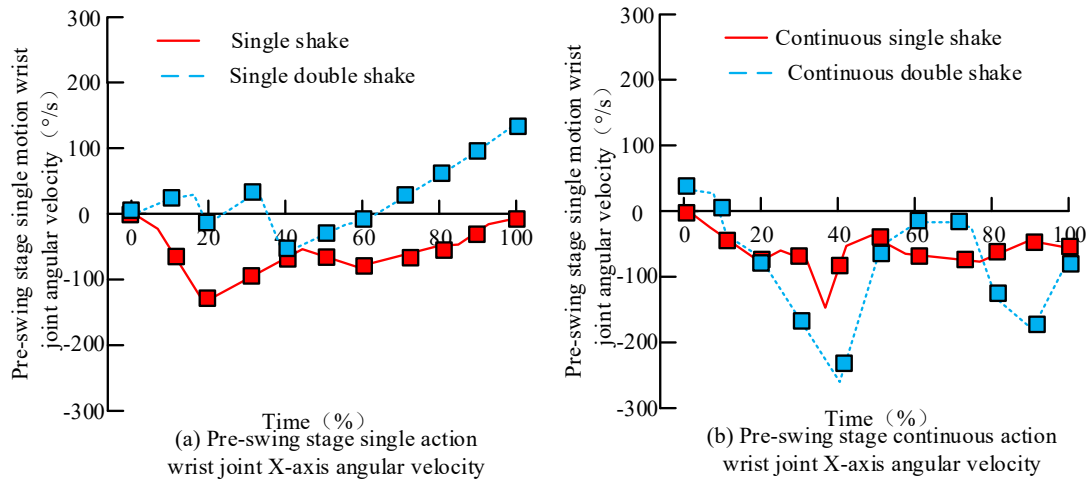 Pre-swing stage single motion wrist
joint angular velocity（°/s）
300
200
100
0
-100
-200
-300
Single shake
Single double shake
0 20 40 60 80 100
Time（%）
(a) Pre-swing stage single action
wrist joint X-axis angular velocity
Pre-swing stage single motion wrist
joint angular velocity（°/s）
300
200
100
0
-100
-200
-300
Continuous single shake
Continuous double shake
0 20 40 60 80 100
Time（%）
(b) Pre-swing stage continuous action
wrist joint X-axis angular velocity